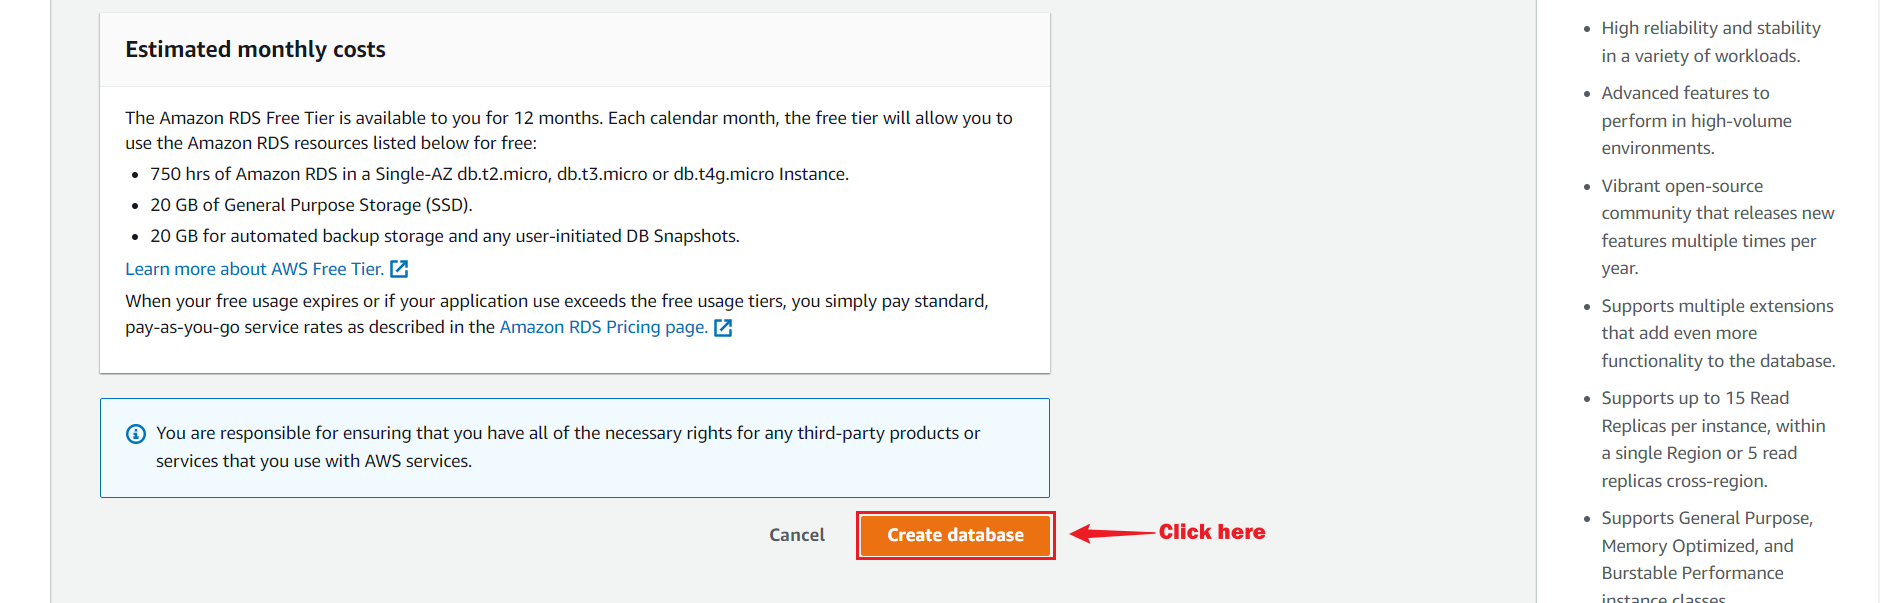 Estimated monthly costs
The Amazon RDS Free Tier is available to you for 12 months. Each calendar month, the free tier will allow you to
use the Amazon RDS resources listed below for free:
• 750 hrs of Amazon RDS in a Single-AZ db.t2.micro, db.t3.micro or db.t4g.micro Instance.
• 20 GB of General Purpose Storage (SSD).
• 20 GB for automated backup storage and any user-initiated DB Snapshots.
Learn more about AWS Free Tier.
When your free usage expires or if your application use exceeds the free usage tiers, you simply pay standard,
pay-as-you-go service rates as described in the Amazon RDS Pricing page.
You are responsible for ensuring that you have all of the necessary rights for any third-party products or
services that you use with AWS services.
Cancel
Create database
Click here
• High reliability and stability
in a variety of workloads.
• Advanced features to
perform in high-volume
environments.
• Vibrant open-source
community that releases new
features multiple times per
year.
• Supports multiple extensions
that add even more
functionality to the database.
• Supports up to 15 Read
Replicas per instance, within
a single Region or 5 read
replicas cross-region.
• Supports General Purpose,
Memory Optimized, and
Burstable Performance
instance classes